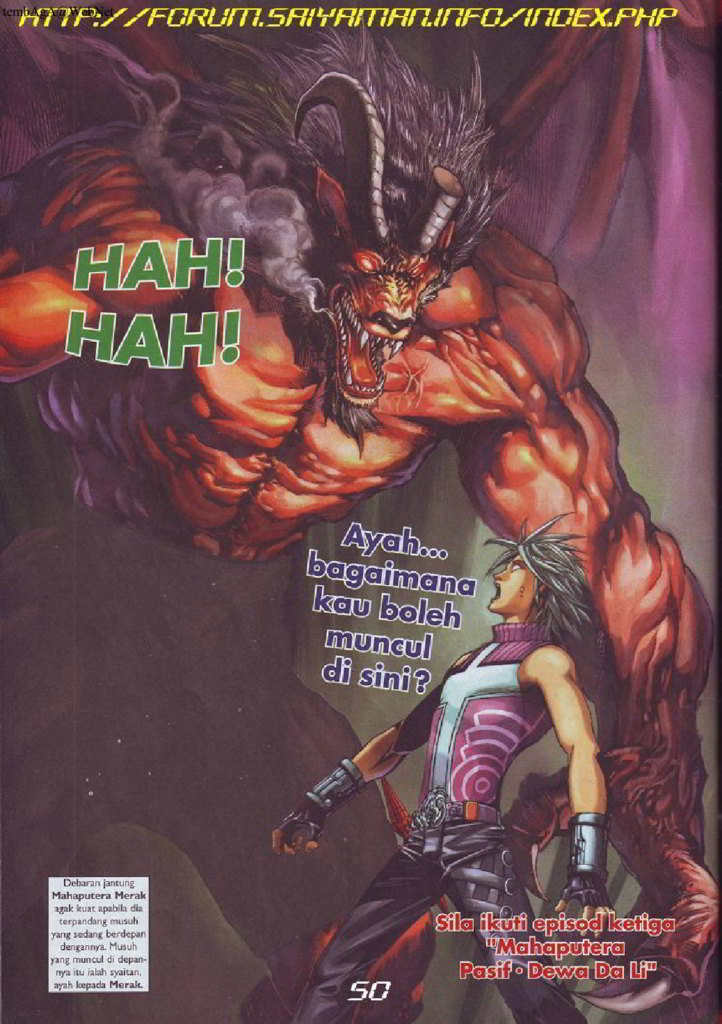 HTTP://FORUM.SAIYAMAN.INFO/INDEX.PHP
tembAgA@WebNet
HAH!
HAH!
Ayah...
bagaimana
kau boleh
muncul
di sini?
Debaran jantung
Mahaputera Merak
agak kuat apabila dia
terpandang musuh
yang sedang berdepan
dengannya. Musuh
yang muncul di depan-
nya itu ialah syaitan,
ayah kepada Merak.
Sila ikuti episod ketiga
"Mahaputera
Pasif • Dewa Da Li"
50